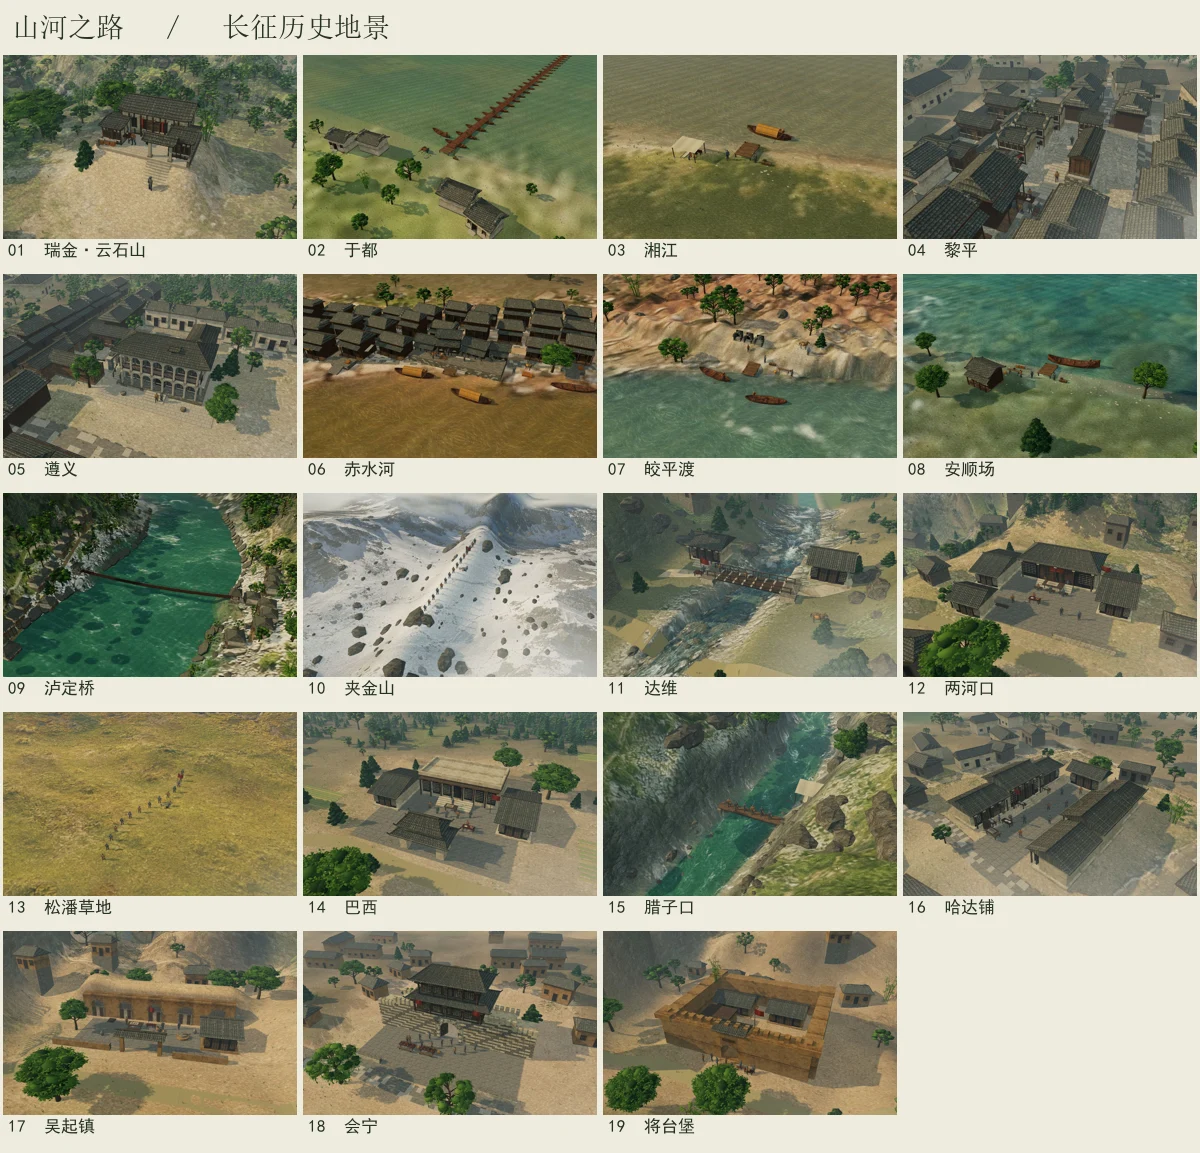 山河之路 / 长征历史地景
01 瑞金·云石山
02 于都
03 湘江
04 黎平
05 遵义
06 赤水河
07 皎平渡
08 安顺场
09 泸定桥
10 夹金山
11 达维
12 两河口
13 松潘草地
14 巴西
15 腊子口
16 哈达铺
17 吴起镇
18 会宁
19 将台堡